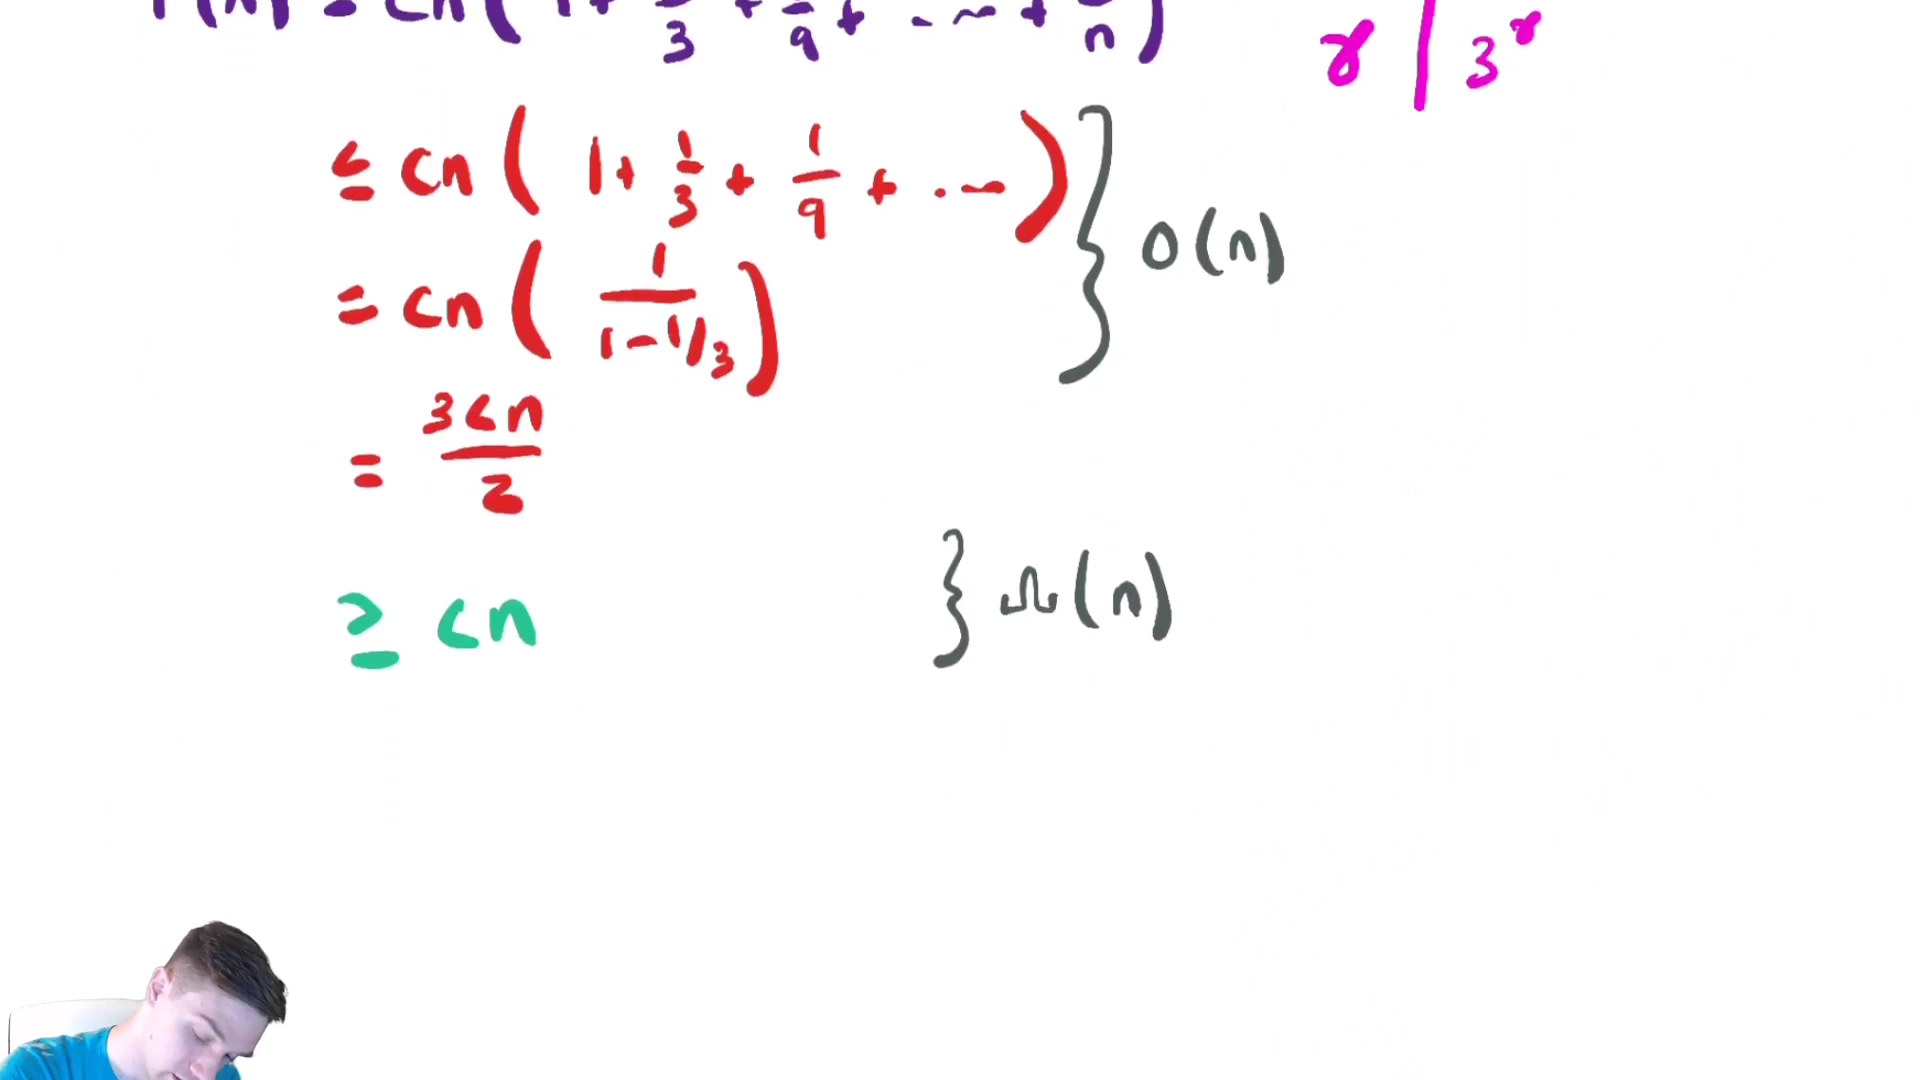 T(n) = cn(1+ 1/3 + 1/9 + ... + 1/n)
r | 3^r
≤ cn ( 1 + 1/3 + 1/9 + ... ) } O(n)
= cn ( 1/(1-1/3) )
= 3cn/2
≥ cn } Ω(n)